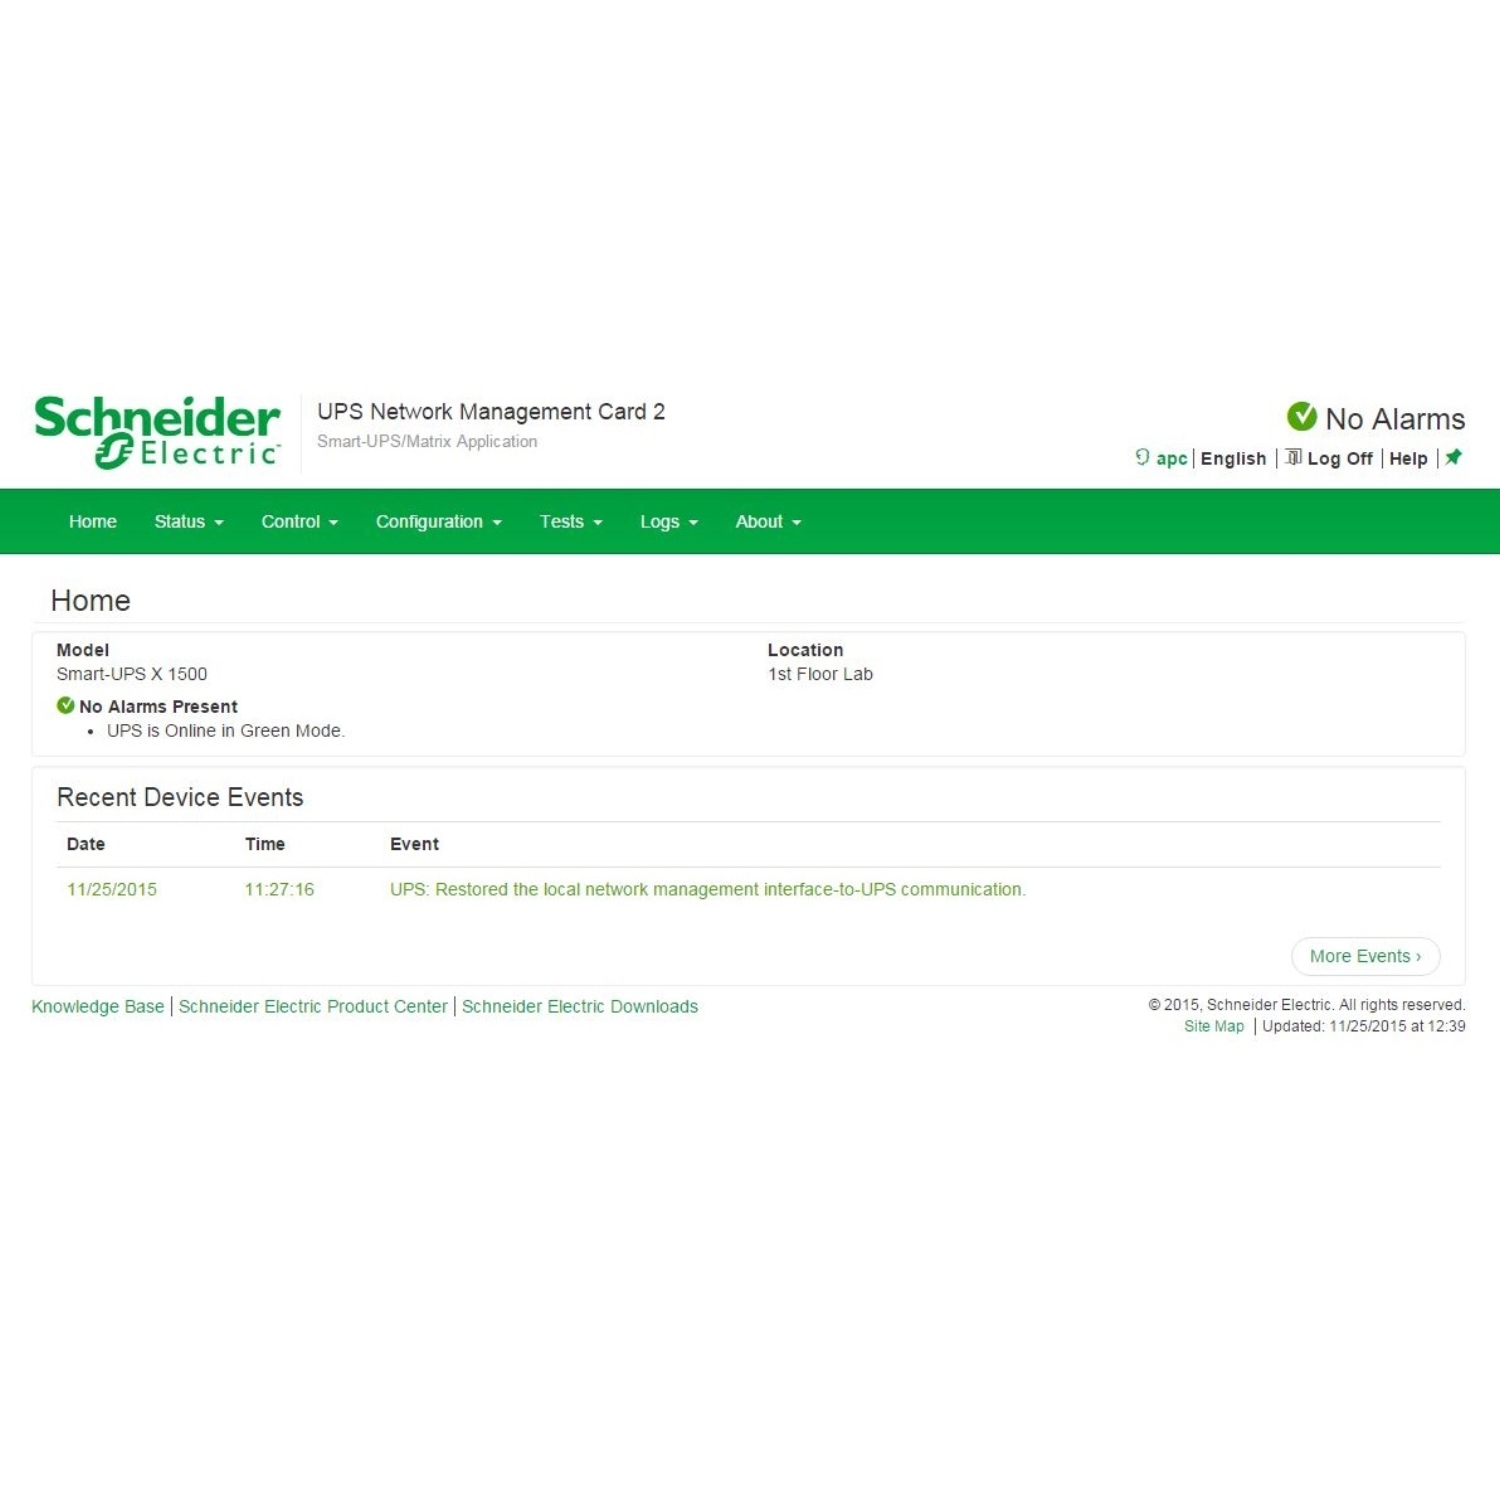 Schneider Electric
UPS Network Management Card 2
Smart-UPS/Matrix Application
No Alarms
apc | English | Log Off | Help |
Home Status Control Configuration Tests Logs About
Home
Model Location
Smart-UPS X 1500 1st Floor Lab
No Alarms Present
• UPS is Online in Green Mode.
Recent Device Events
Date Time Event
11/25/2015 11:27:16 UPS: Restored the local network management interface-to-UPS communication.
More Events ›
Knowledge Base | Schneider Electric Product Center | Schneider Electric Downloads
© 2015, Schneider Electric. All rights reserved.
Site Map | Updated: 11/25/2015 at 12:39